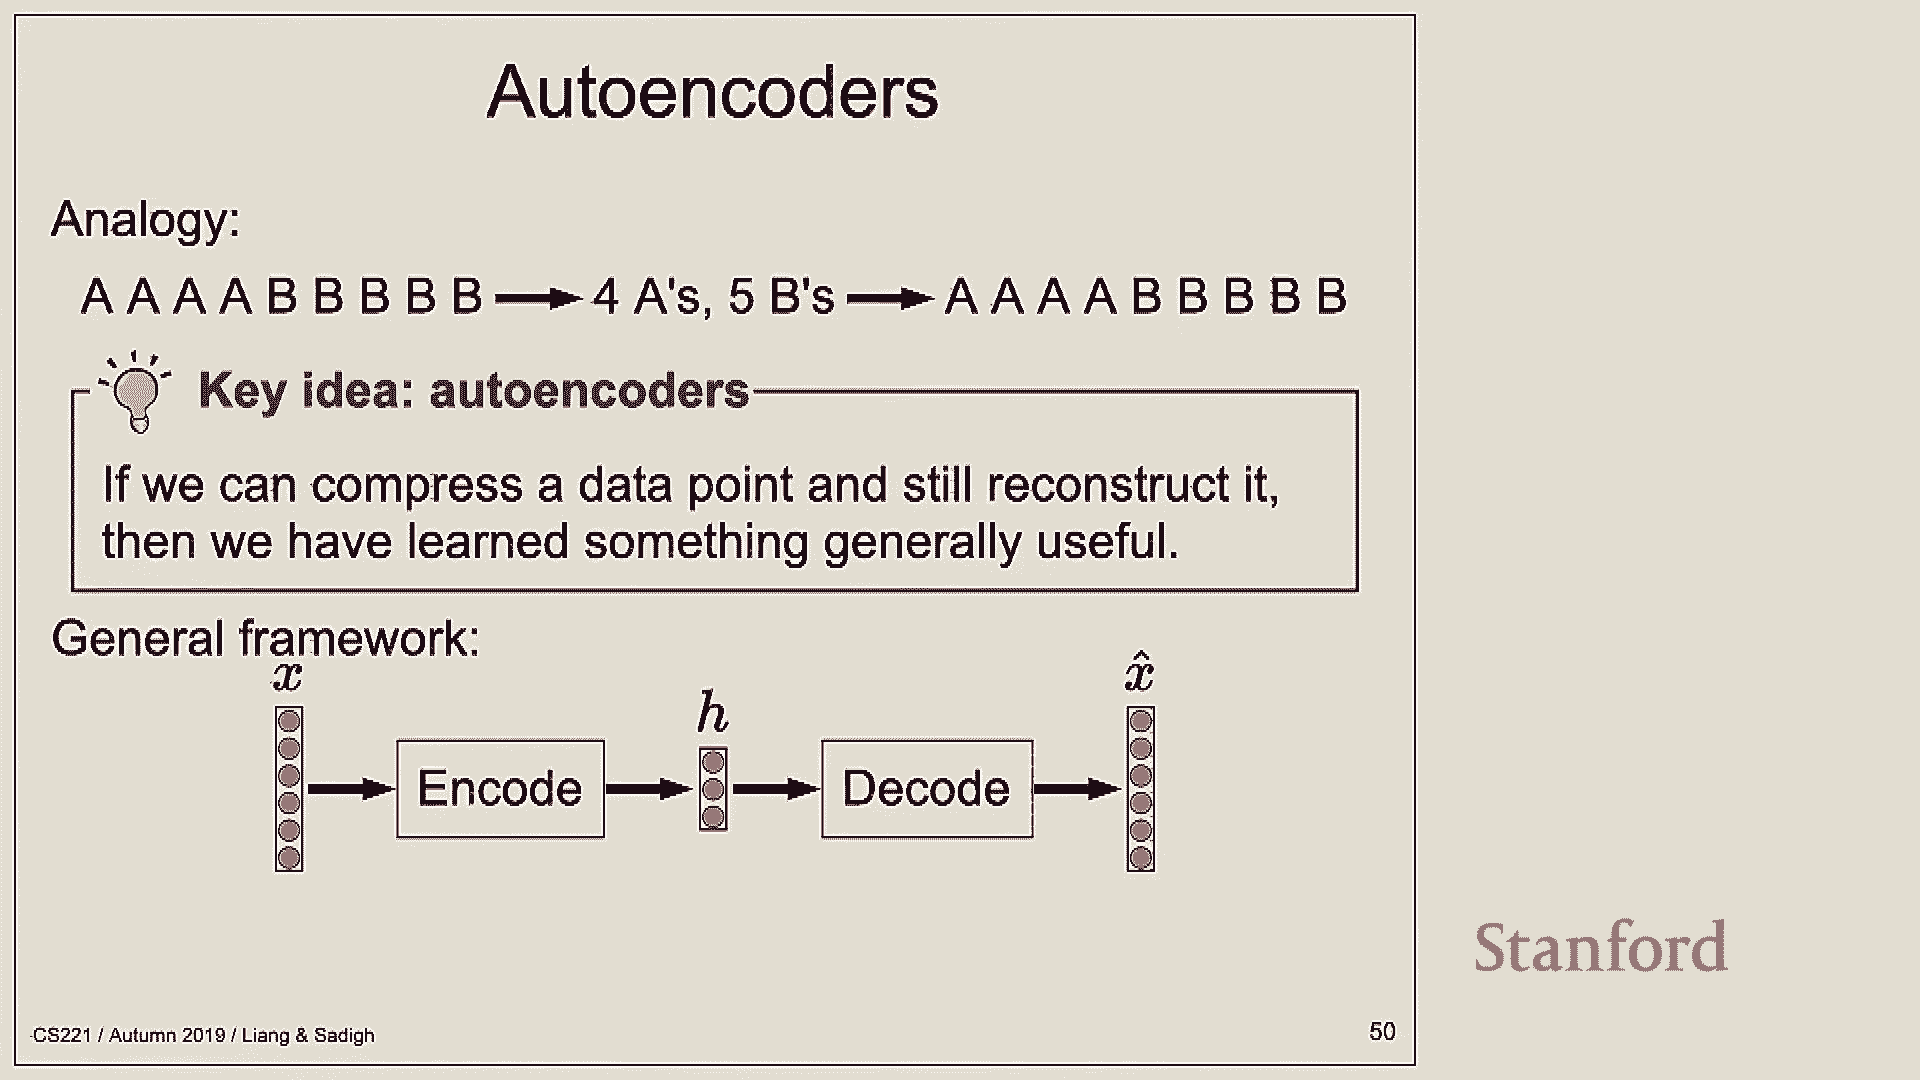 Autoencoders
Analogy:
A A A A B B B B B → 4 A's, 5 B's → A A A A B B B B B
Key idea: autoencoders
If we can compress a data point and still reconstruct it,
then we have learned something generally useful.
General framework:
x h x̂
Encode Decode
Stanford
CS221 / Autumn 2019 / Liang & Sadigh 50